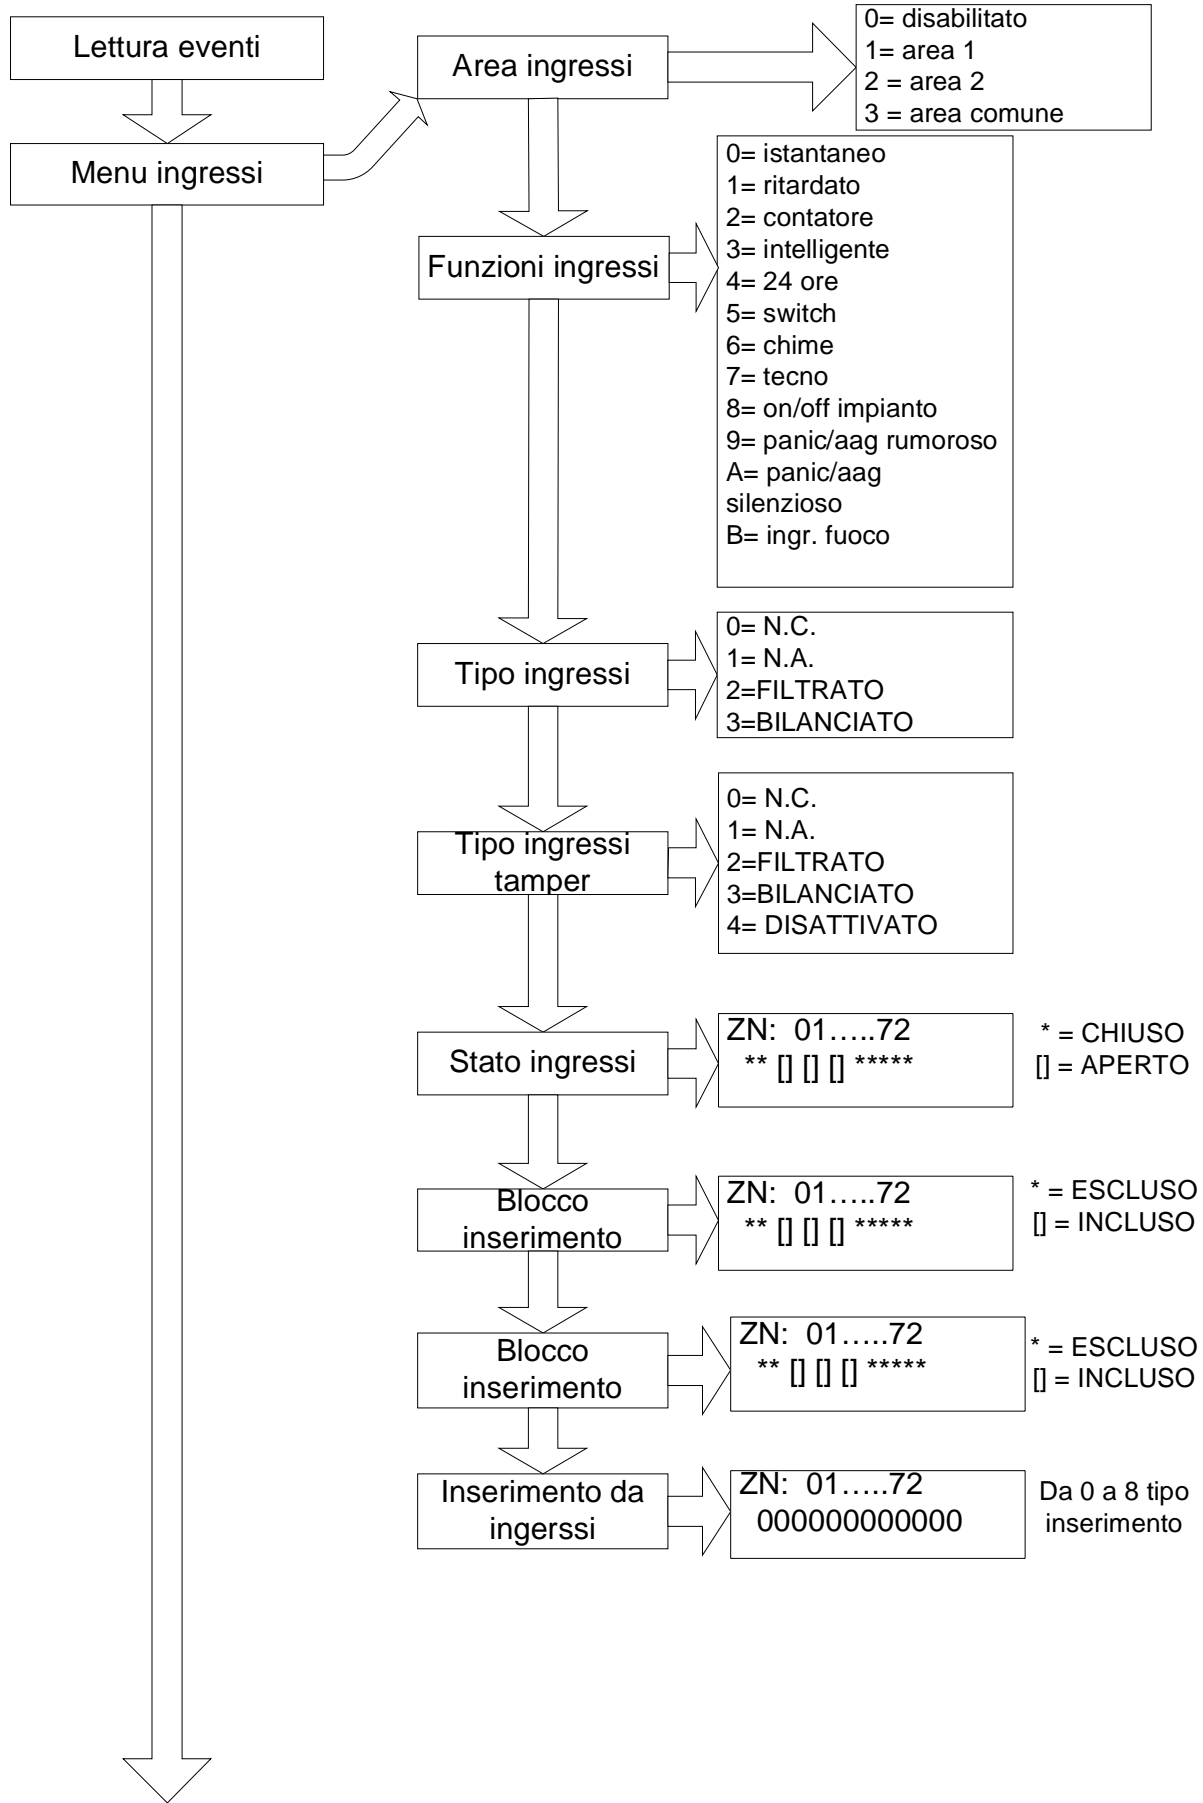 Lettura eventi
Menu ingressi
Area ingressi
0= disabilitato
1= area 1
2 = area 2
3 = area comune
Funzioni ingressi
0= istantaneo
1= ritardato
2= contatore
3= intelligente
4= 24 ore
5= switch
6= chime
7= tecno
8= on/off impianto
9= panic/aag rumoroso
A= panic/aag
silenzioso
B= ingr. fuoco
Tipo ingressi
0= N.C.
1= N.A.
2=FILTRATO
3=BILANCIATO
Tipo ingressi
tamper
0= N.C.
1= N.A.
2=FILTRATO
3=BILANCIATO
4= DISATTIVATO
Stato ingressi
ZN: 01…..72
** [] [] [] *****
* = CHIUSO
[] = APERTO
Blocco
inserimento
ZN: 01…..72
** [] [] [] *****
* = ESCLUSO
[] = INCLUSO
Blocco
inserimento
ZN: 01…..72
** [] [] [] *****
* = ESCLUSO
[] = INCLUSO
Inserimento da
ingerssi
ZN: 01…..72
000000000000
Da 0 a 8 tipo
inserimento